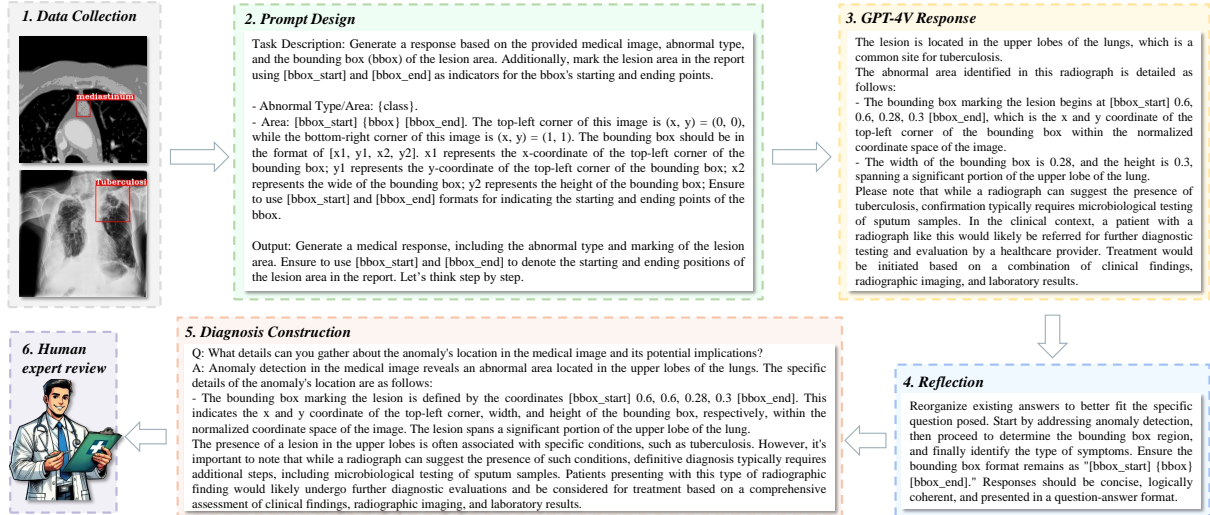 1. Data Collection
mediastinum
Tuberculosi
2. Prompt Design
Task Description: Generate a response based on the provided medical image, abnormal type,
and the bounding box (bbox) of the lesion area. Additionally, mark the lesion area in the report
using [bbox_start] and [bbox_end] as indicators for the bbox's starting and ending points.
- Abnormal Type/Area: {class}.
- Area: [bbox_start] {bbox} [bbox_end]. The top-left corner of this image is (x, y) = (0, 0),
while the bottom-right corner of this image is (x, y) = (1, 1). The bounding box should be in
the format of [x1, y1, x2, y2]. x1 represents the x-coordinate of the top-left corner of the
bounding box; y1 represents the y-coordinate of the top-left corner of the bounding box; x2
represents the wide of the bounding box; y2 represents the height of the bounding box; Ensure
to use [bbox_start] and [bbox_end] formats for indicating the starting and ending points of the
bbox.
Output: Generate a medical response, including the abnormal type and marking of the lesion
area. Ensure to use [bbox_start] and [bbox_end] to denote the starting and ending positions of
the lesion area in the report. Let's think step by step.
3. GPT-4V Response
The lesion is located in the upper lobes of the lungs, which is a
common site for tuberculosis.
The abnormal area identified in this radiograph is detailed as
follows:
- The bounding box marking the lesion begins at [bbox_start] 0.6,
0.6, 0.28, 0.3 [bbox_end], which is the x and y coordinate of the
top-left corner of the bounding box within the normalized
coordinate space of the image.
- The width of the bounding box is 0.28, and the height is 0.3,
spanning a significant portion of the upper lobe of the lung.
Please note that while a radiograph can suggest the presence of
tuberculosis, confirmation typically requires microbiological testing
of sputum samples. In the clinical context, a patient with a
radiograph like this would likely be referred for further diagnostic
testing and evaluation by a healthcare provider. Treatment would
be initiated based on a combination of clinical findings,
radiographic imaging, and laboratory results.
4. Reflection
Reorganize existing answers to better fit the specific
question posed. Start by addressing anomaly detection,
then proceed to determine the bounding box region,
and finally identify the type of symptoms. Ensure the
bounding box format remains as "[bbox_start] {bbox}
[bbox_end]." Responses should be concise, logically
coherent, and presented in a question-answer format.
5. Diagnosis Construction
Q: What details can you gather about the anomaly's location in the medical image and its potential implications?
A: Anomaly detection in the medical image reveals an abnormal area located in the upper lobes of the lungs. The specific
details of the anomaly's location are as follows:
- The bounding box marking the lesion is defined by the coordinates [bbox_start] 0.6, 0.6, 0.28, 0.3 [bbox_end]. This
indicates the x and y coordinate of the top-left corner, width, and height of the bounding box, respectively, within the
normalized coordinate space of the image. The lesion spans a significant portion of the upper lobe of the lung.
The presence of a lesion in the upper lobes is often associated with specific conditions, such as tuberculosis. However, it's
important to note that while a radiograph can suggest the presence of such conditions, definitive diagnosis typically requires
additional steps, including microbiological testing of sputum samples. Patients presenting with this type of radiographic
finding would likely undergo further diagnostic evaluations and be considered for treatment based on a comprehensive
assessment of clinical findings, radiographic imaging, and laboratory results.
6. Human
expert review